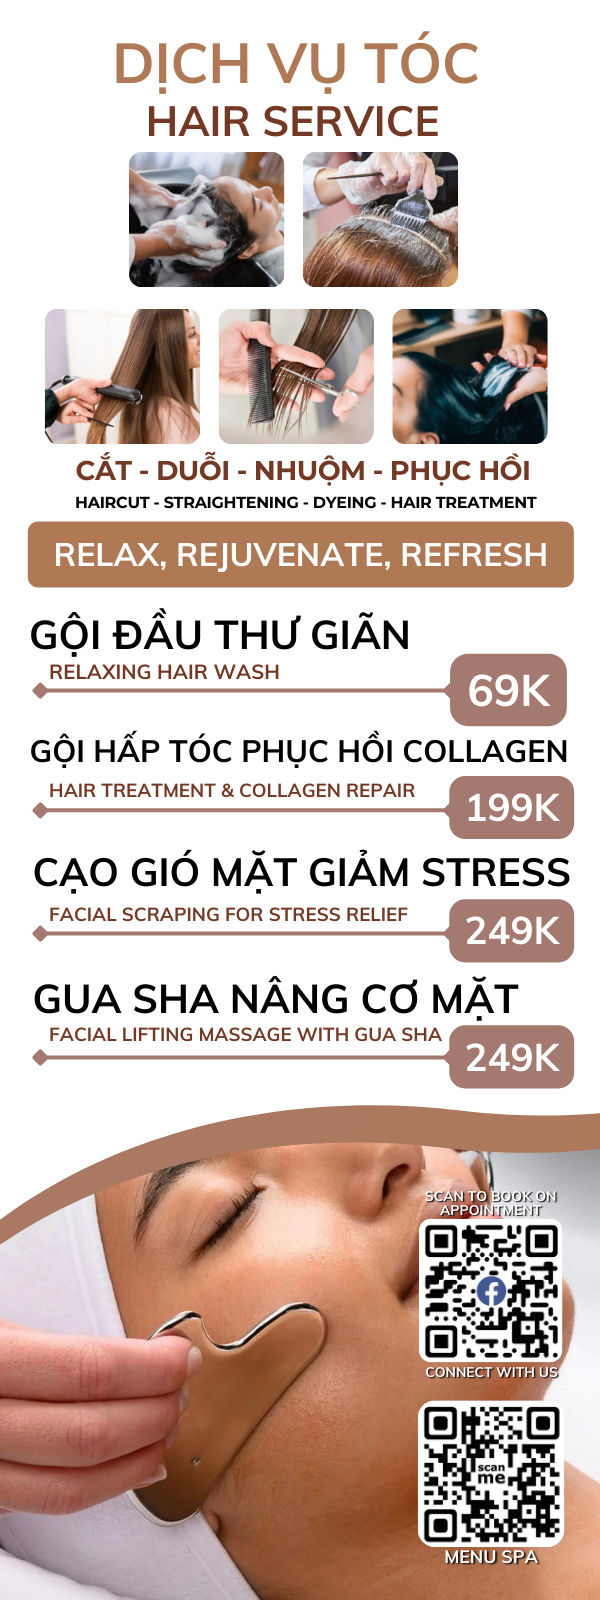 DỊCH VỤ TÓC
HAIR SERVICE
CẮT - DUỖI - NHUỘM - PHỤC HỒI
HAIRCUT - STRAIGHTENING - DYEING - HAIR TREATMENT
RELAX, REJUVENATE, REFRESH
GỘI ĐẦU THƯ GIÃN
RELAXING HAIR WASH
69K
GỘI HẤP TÓC PHỤC HỒI COLLAGEN
HAIR TREATMENT & COLLAGEN REPAIR
199K
CẠO GIÓ MẶT GIẢM STRESS
FACIAL SCRAPING FOR STRESS RELIEF
249K
GUA SHA NÂNG CƠ MẶT
FACIAL LIFTING MASSAGE WITH GUA SHA
249K
SCAN TO BOOK ON
APPOINTMENT
CONNECT WITH US
scan
me
MENU SPA